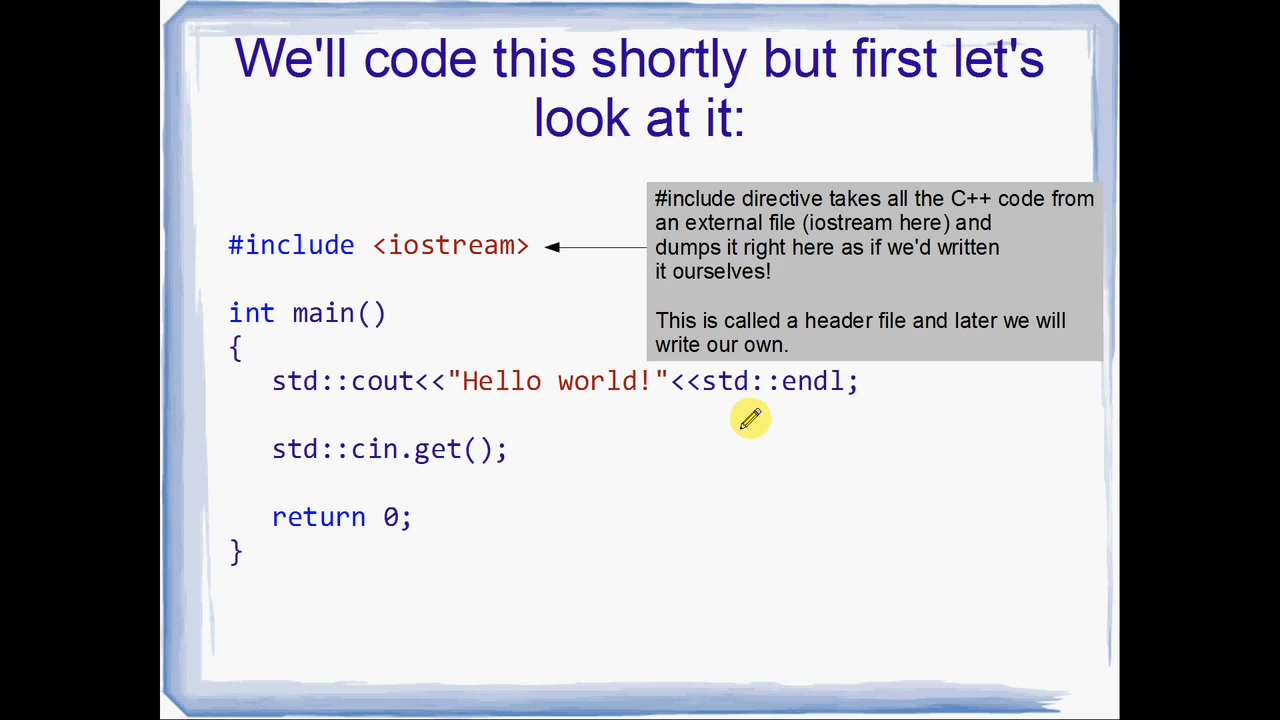 We'll code this shortly but first let's
look at it:
#include directive takes all the C++ code from
an external file (iostream here) and
dumps it right here as if we'd written
it ourselves!
This is called a header file and later we will
write our own.
#include <iostream>
int main()
{
std::cout<<"Hello world!"<<std::endl;
std::cin.get();
return 0;
}